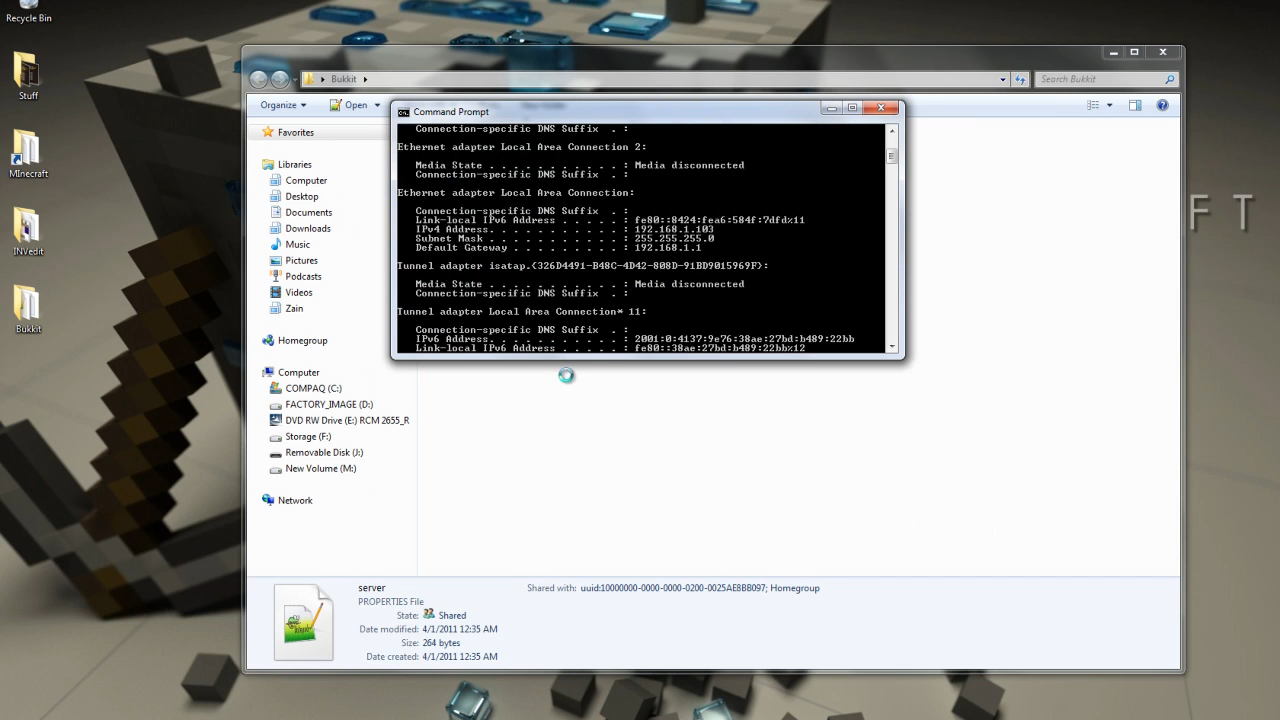 Recycle Bin
Stuff
MInecraft
INVedit
Bukkit
F T
Bukkit
Search Bukkit
Organize
Open
Command Prompt
Connection-specific DNS Suffix . :
Ethernet adapter Local Area Connection 2:
Media State . . . . . . . . . . . : Media disconnected
Connection-specific DNS Suffix . :
Ethernet adapter Local Area Connection:
Connection-specific DNS Suffix . :
Link-local IPv6 Address . . . . . : fe80::8424:fea6:584f:7dfd%11
IPv4 Address. . . . . . . . . . . : 192.168.1.103
Subnet Mask . . . . . . . . . . . : 255.255.255.0
Default Gateway . . . . . . . . . : 192.168.1.1
Tunnel adapter isatap.{326D4491-B48C-4D42-808D-91BD9015969F}:
Media State . . . . . . . . . . . : Media disconnected
Connection-specific DNS Suffix . :
Tunnel adapter Local Area Connection* 11:
Connection-specific DNS Suffix . :
IPv6 Address. . . . . . . . . . . : 2001:0:4137:9e76:38ae:27bd:b489:22bb
Link-local IPv6 Address . . . . . : fe80::38ae:27bd:b489:22bb%12
Favorites
Libraries
Computer
Desktop
Documents
Downloads
Music
Pictures
Podcasts
Videos
Zain
Homegroup
Computer
COMPAQ (C:)
FACTORY_IMAGE (D:)
DVD RW Drive (E:) RCM 2655_R
Storage (F:)
Removable Disk (J:)
New Volume (M:)
Network
server
PROPERTIES File
State: Shared
Date modified: 4/1/2011 12:35 AM
Size: 264 bytes
Date created: 4/1/2011 12:35 AM
Shared with: uuid:10000000-0000-0000-0200-0025AE8BB097; Homegroup